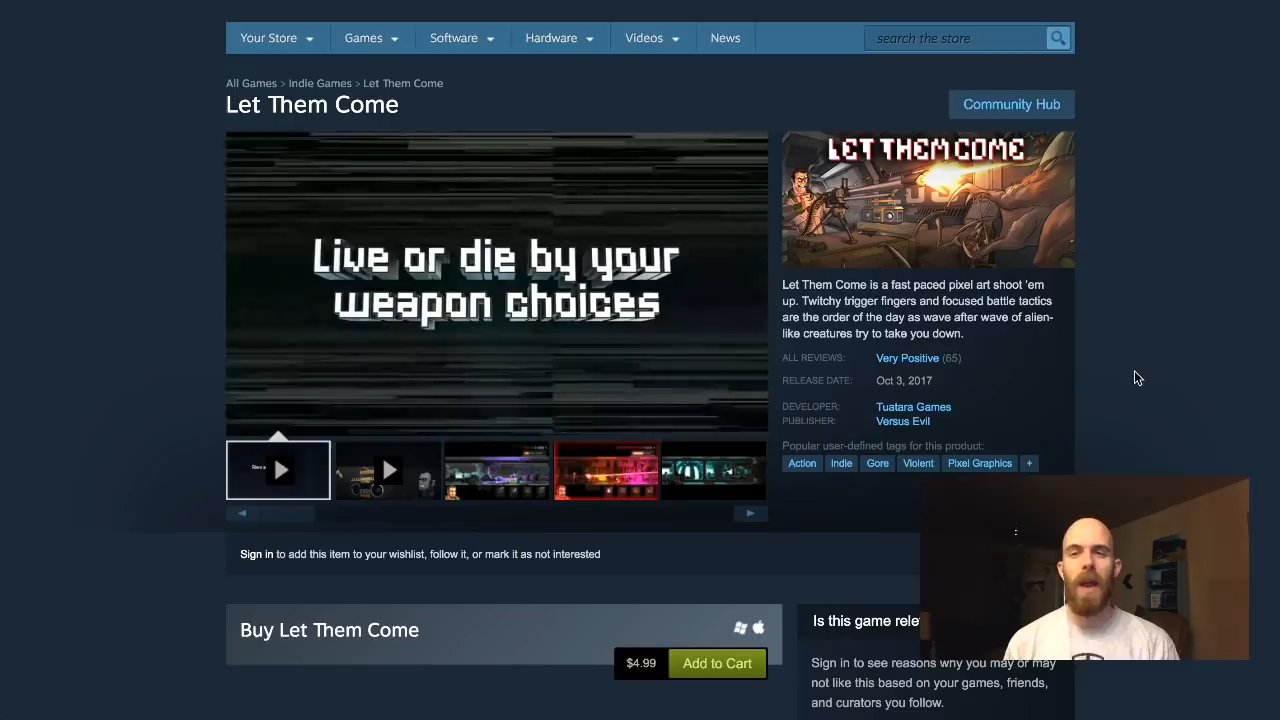 Your Store
Games
Software
Hardware
Videos
News
search the store
All Games > Indie Games > Let Them Come
Let Them Come
Community Hub
Live or die by your
weapon choices
LET THEM COME
Let Them Come is a fast paced pixel art shoot 'em
up. Twitchy trigger fingers and focused battle tactics
are the order of the day as wave after wave of alien-
like creatures try to take you down.
ALL REVIEWS: Very Positive (65)
RELEASE DATE: Oct 3, 2017
DEVELOPER: Tuatara Games
PUBLISHER: Versus Evil
Popular user-defined tags for this product:
Action Indie Gore Violent Pixel Graphics +
Sign in to add this item to your wishlist, follow it, or mark it as not interested
Buy Let Them Come
$4.99 Add to Cart
Is this game rele
Sign in to see reasons why you may or may
not like this based on your games, friends,
and curators you follow.